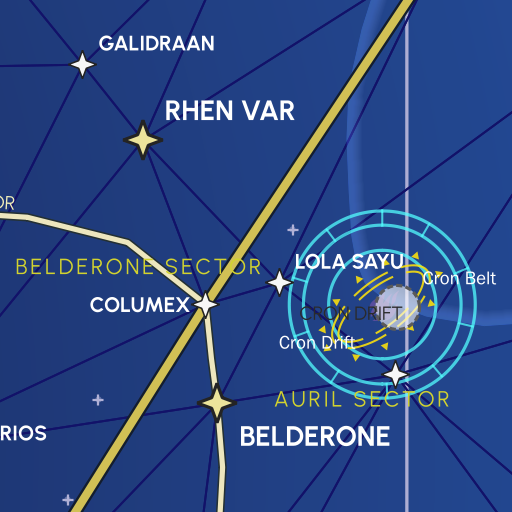 GALIDRAAN
RHEN VAR
OR
BELDERONE SECTOR
LOLA SAYU
Cron Belt
COLUMEX
CRON DRIFT
Cron Drift
AURIL SECTOR
RIOS
BELDERONE